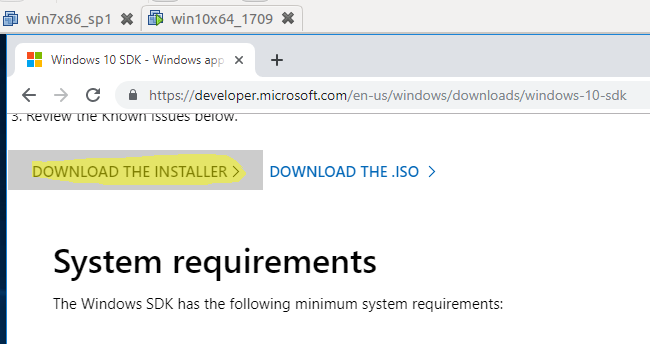 win7x86_sp1 win10x64_1709
Windows 10 SDK - Windows app
https://developer.microsoft.com/en-us/windows/downloads/windows-10-sdk
3. Review the Known Issues below.
DOWNLOAD THE INSTALLER DOWNLOAD THE .ISO
System requirements
The Windows SDK has the following minimum system requirements: